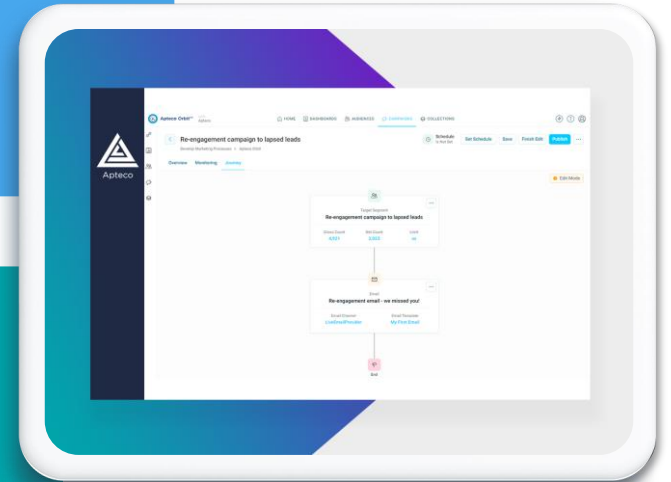 Apteco
Apteco Orbit™
Apteco
HOME
DASHBOARDS
AUDIENCES
CAMPAIGNS
COLLECTIONS
Re-engagement campaign to lapsed leads
Schedule
Set Schedule
Save
Finish Edit
Publish
Overview
Monitoring
Journey
Edit Mode
Target Segment
Re-engagement campaign to lapsed leads
Gross Count
Net Count
Limit
∞
Email
Re-engagement email - we missed you!
Email Channel
Email Template
LiveEmailProvider
My First Email
End